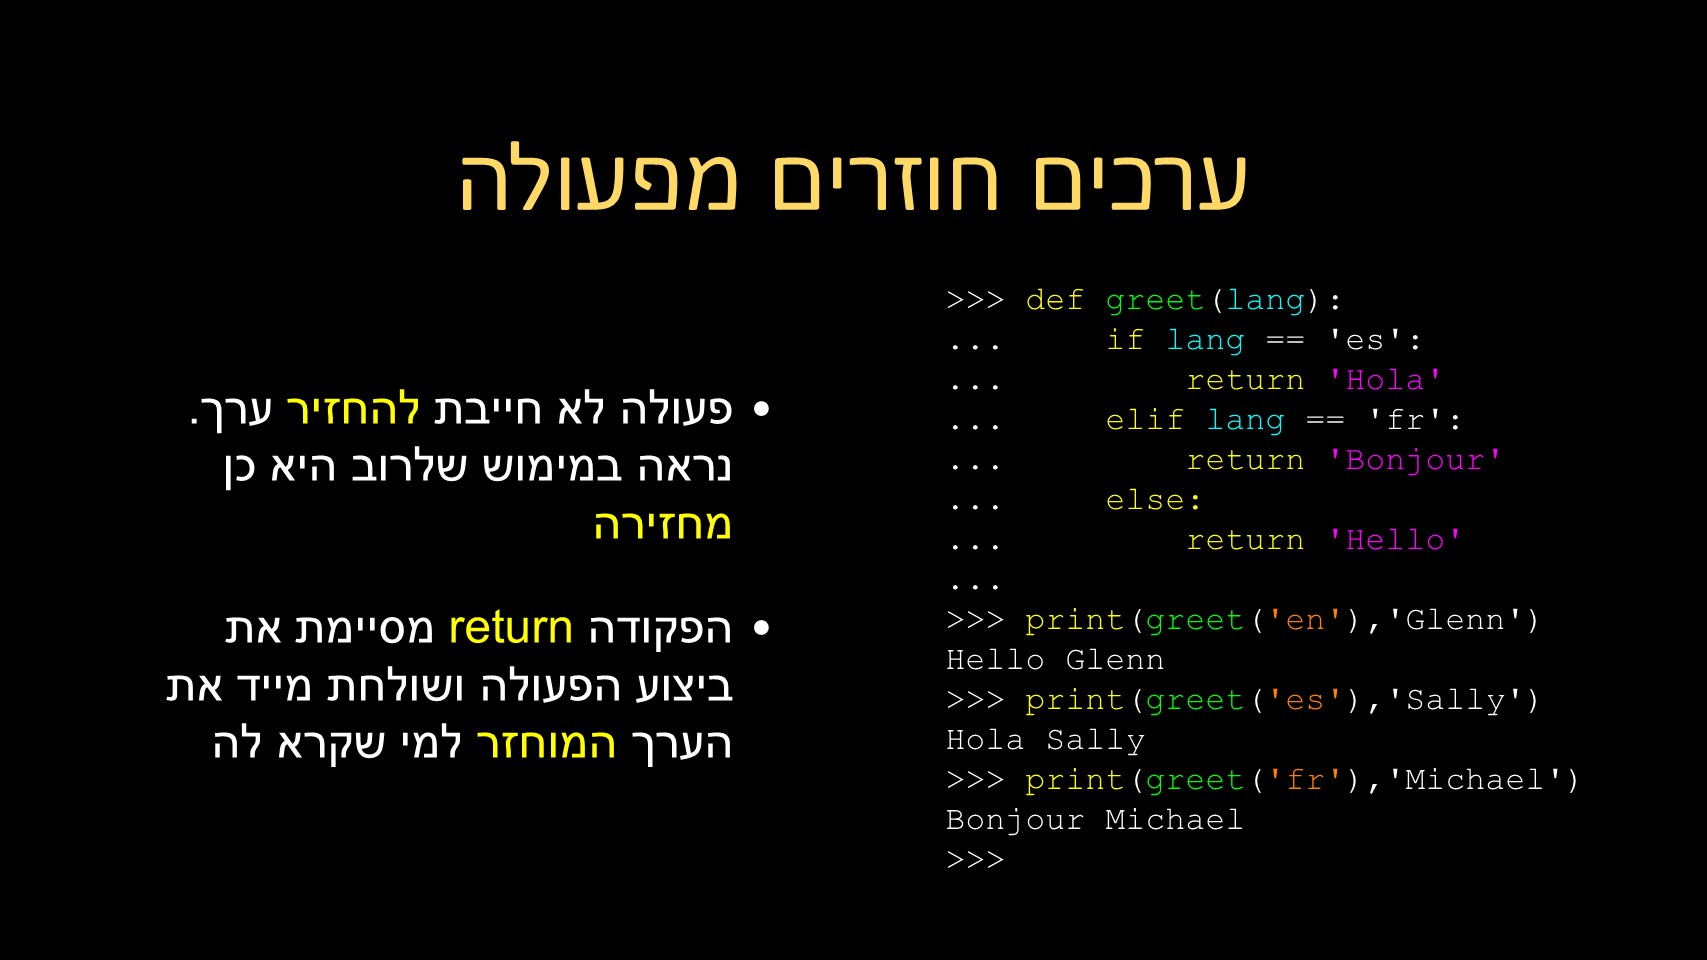 ערכים חוזרים מפעולה
• פעולה לא חייבת להחזיר ערך.
נראה במימוש שלרוב היא כן
מחזירה
• הפקודה return מסיימת את
ביצוע הפעולה ושולחת מייד את
הערך המוחזר למי שקרא לה
>>> def greet(lang):
...     if lang == 'es':
...         return 'Hola'
...     elif lang == 'fr':
...         return 'Bonjour'
...     else:
...         return 'Hello'
...
>>> print(greet('en'),'Glenn')
Hello Glenn
>>> print(greet('es'),'Sally')
Hola Sally
>>> print(greet('fr'),'Michael')
Bonjour Michael
>>>